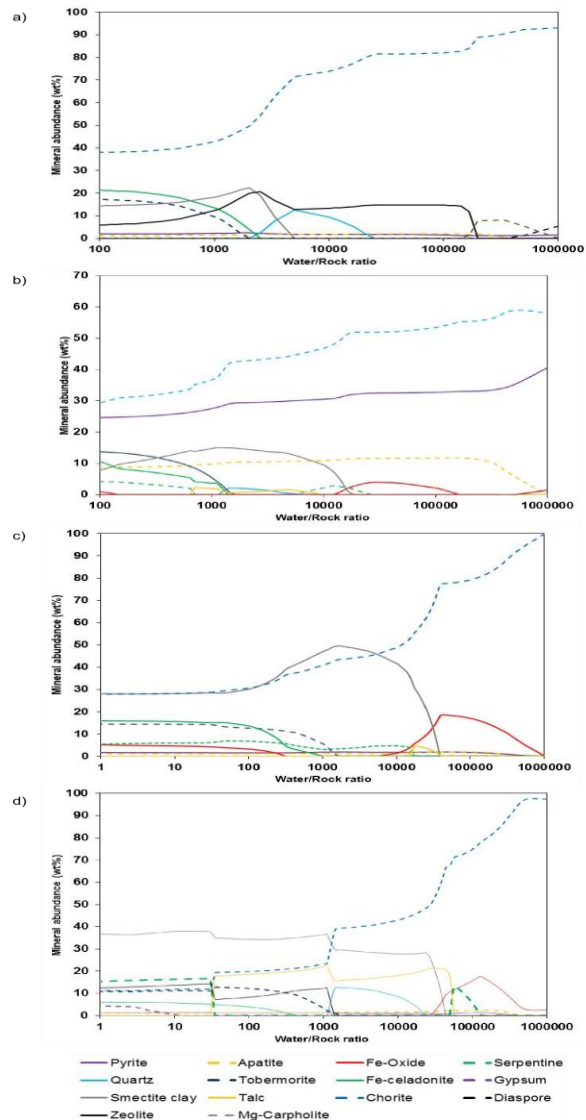 a)
Mineral abundance (wt%)
100
90
80
70
60
50
40
30
20
10
0
100 1000 10000 100000 1000000
Water/Rock ratio
b)
Mineral abundance (wt%)
70
60
50
40
30
20
10
0
100 1000 10000 100000 1000000
Water/Rock ratio
c)
Mineral abundance (wt%)
100
90
80
70
60
50
40
30
20
10
0
1 10 100 1000 10000 100000 1000000
Water/Rock ratio
d)
Mineral abundance (wt%)
100
90
80
70
60
50
40
30
20
10
0
1 10 100 1000 10000 100000 1000000
Water/Rock ratio
Pyrite Apatite Fe-Oxide Serpentine
Quartz Tobermorite Fe-celadonite Gypsum
Smectite clay Talc Chorite Diaspore
Zeolite Mg-Carpholite